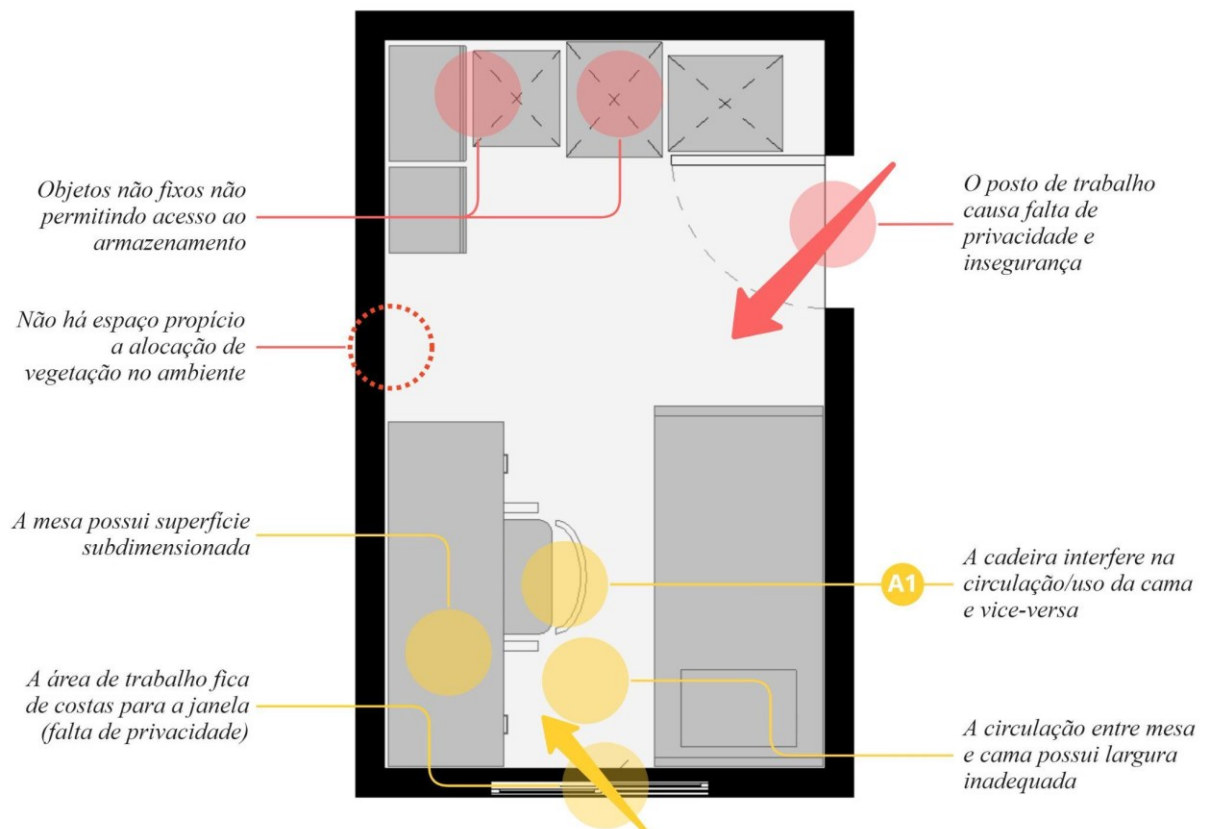 Objetos não fixos não
permitindo acesso ao
armazenamento
Não há espaço propício
a alocação de
vegetação no ambiente
A mesa possui superfície
subdimensionada
A área de trabalho fica
de costas para a janela
(falta de privacidade)
O posto de trabalho
causa falta de
privacidade e
insegurança
A1
A cadeira interfere na
circulação/uso da cama
e vice-versa
A circulação entre mesa
e cama possui largura
inadequada